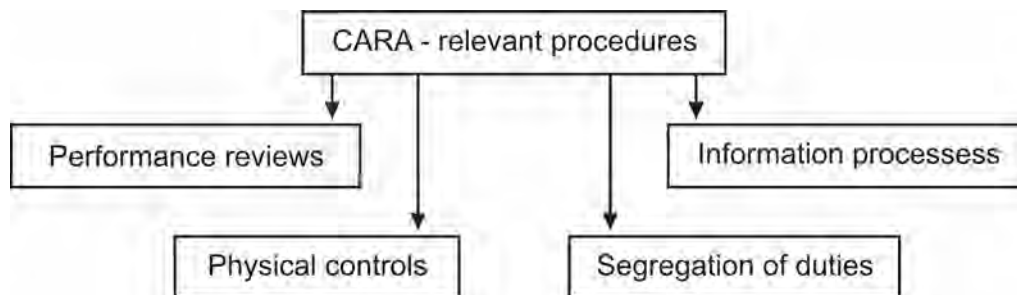 CARA - relevant procedures
Performance reviews
Information processess
Physical controls
Segregation of duties